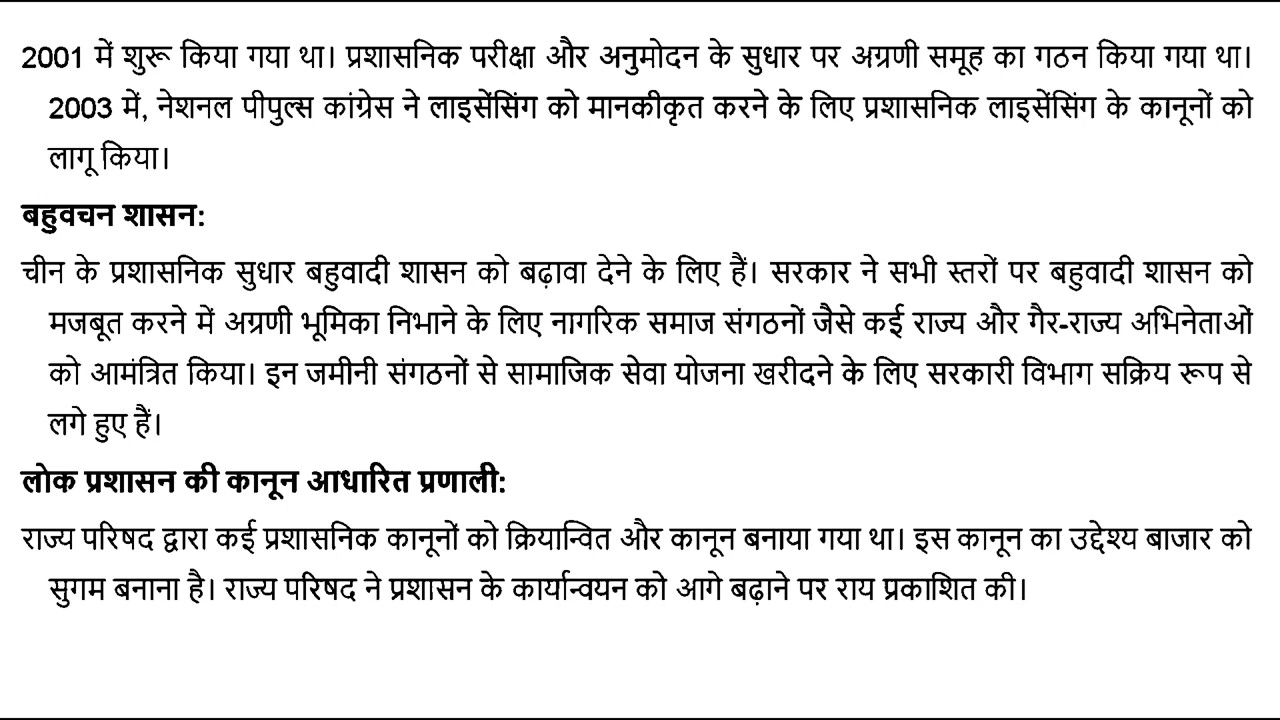 2001 में शुरू किया गया था। प्रशासनिक परीक्षा और अनुमोदन के सुधार पर अग्रणी समूह का गठन किया गया था।
2003 में, नेशनल पीपुल्स कांग्रेस ने लाइसेंसिंग को मानकीकृत करने के लिए प्रशासनिक लाइसेंसिंग के कानूनों को
लागू किया।
बहुवचन शासन:
चीन के प्रशासनिक सुधार बहुवादी शासन को बढ़ावा देने के लिए हैं। सरकार ने सभी स्तरों पर बहुवादी शासन को
मजबूत करने में अग्रणी भूमिका निभाने के लिए नागरिक समाज संगठनों जैसे कई राज्य और गैर-राज्य अभिनेताओं
को आमंत्रित किया। इन जमीनी संगठनों से सामाजिक सेवा योजना खरीदने के लिए सरकारी विभाग सक्रिय रूप से
लगे हुए हैं।
लोक प्रशासन की कानून आधारित प्रणाली:
राज्य परिषद द्वारा कई प्रशासनिक कानूनों को क्रियान्वित और कानून बनाया गया था। इस कानून का उद्देश्य बाजार को
सुगम बनाना है। राज्य परिषद ने प्रशासन के कार्यान्वयन को आगे बढ़ाने पर राय प्रकाशित की।